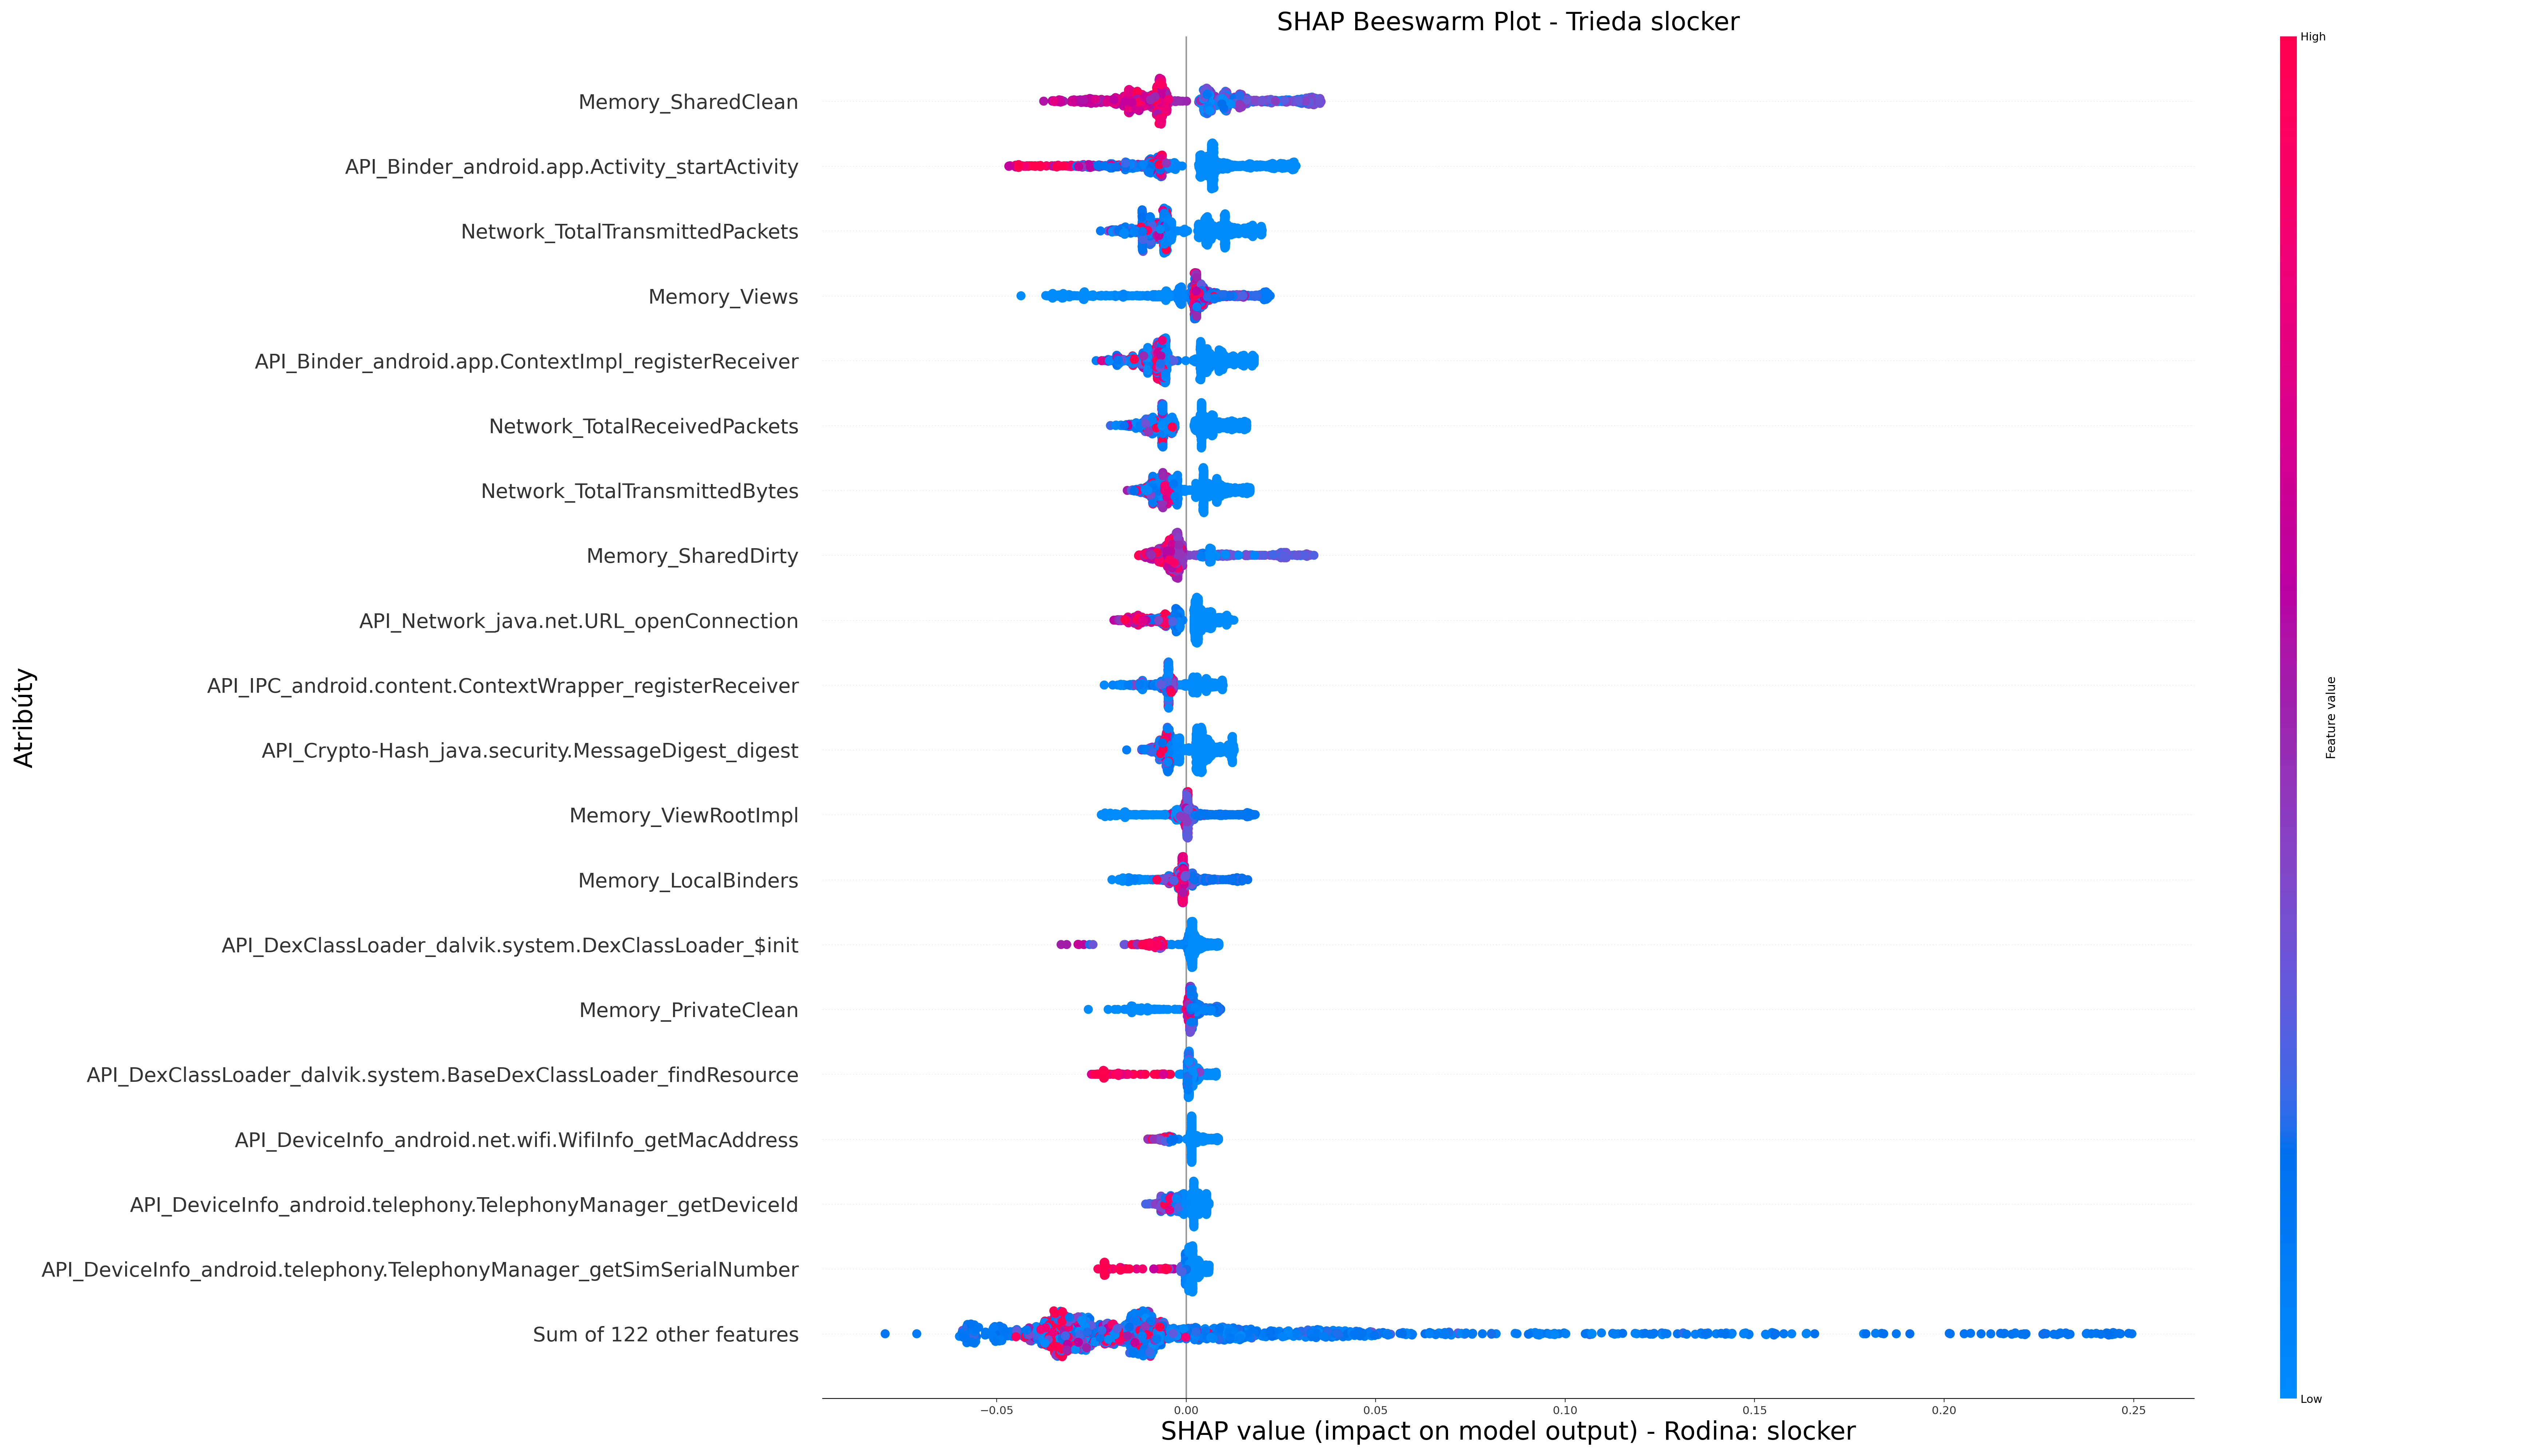 SHAP Beeswarm Plot - Trieda slocker
High
Memory_SharedClean
API_Binder_android.app.Activity_startActivity
Network_TotalTransmittedPackets
Memory_Views
API_Binder_android.app.ContextImpl_registerReceiver
Network_TotalReceivedPackets
Network_TotalTransmittedBytes
Memory_SharedDirty
API_Network_java.net.URL_openConnection
API_IPC_android.content.ContextWrapper_registerReceiver
Atribúty
Feature value
API_Crypto-Hash_java.security.MessageDigest_digest
Memory_ViewRootImpl
Memory_LocalBinders
API_DexClassLoader_dalvik.system.DexClassLoader_$init
Memory_PrivateClean
API_DexClassLoader_dalvik.system.BaseDexClassLoader_findResource
API_DeviceInfo_android.net.wifi.WifiInfo_getMacAddress
API_DeviceInfo_android.telephony.TelephonyManager_getDeviceId
API_DeviceInfo_android.telephony.TelephonyManager_getSimSerialNumber
Sum of 122 other features
Low
−0.05 0.00 0.05 0.10 0.15 0.20 0.25
SHAP value (impact on model output) - Rodina: slocker